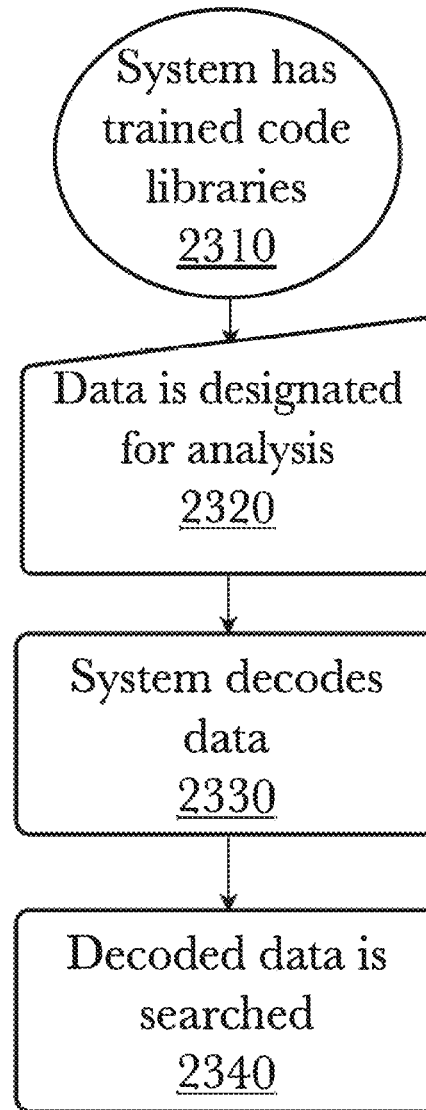 System has
trained code
libraries
2310
Data is designated
for analysis
2320
System decodes
data
2330
Decoded data is
searched
2340